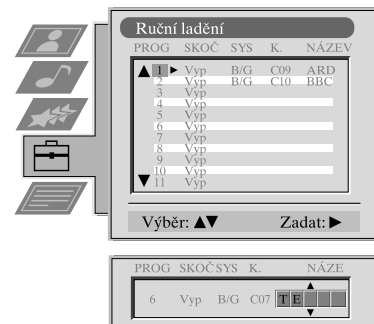 Ruční ladění
PROG SKOČ SYS K. NÁZEV
1 Vyp B/G C09 ARD
2 Vyp B/G C10 BBC
3 Vyp
4 Vyp
5 Vyp
6 Vyp
7 Vyp
8 Vyp
9 Vyp
10 Vyp
11 Vyp
Výběr: ▲▼ Zadat: ►
PROG SKOČ SYS K. NÁZE
6 Vyp B/G C07 T E